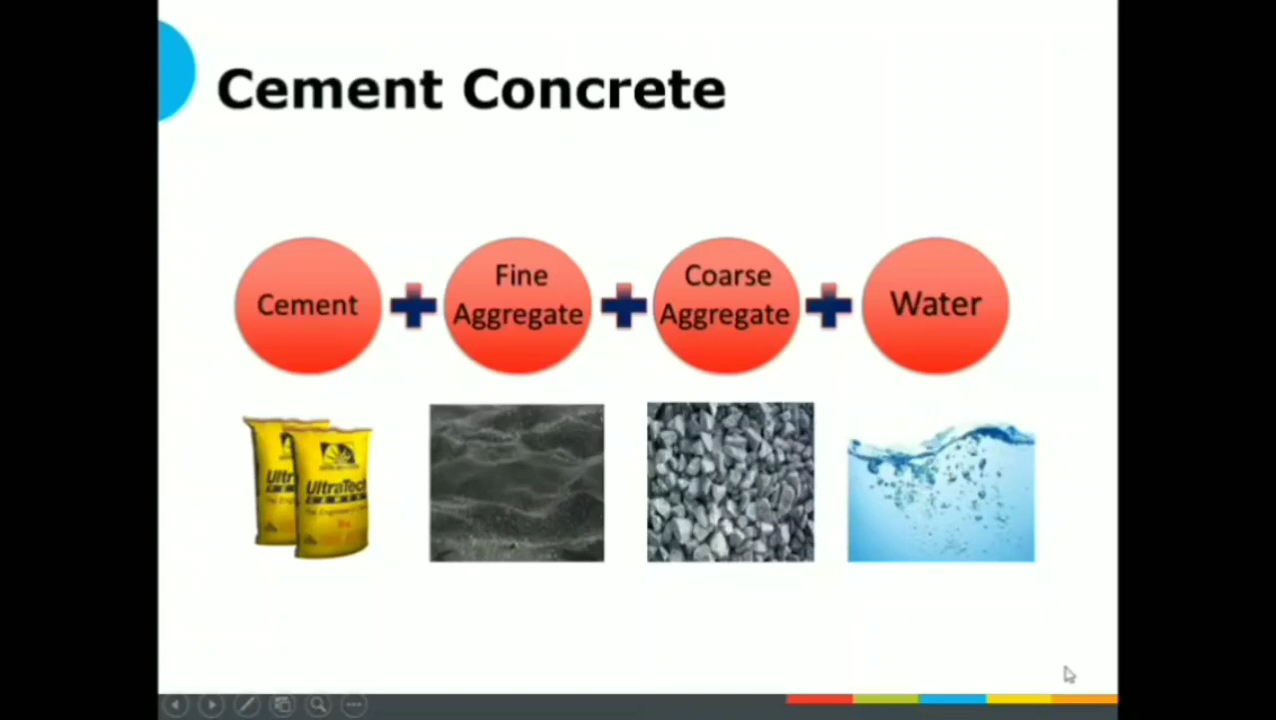 Cement Concrete
Cement
Fine
Aggregate
Coarse
Aggregate
Water
UltraTech